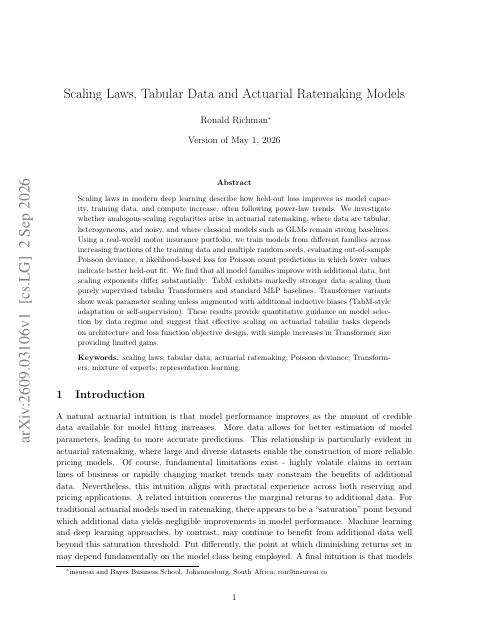 Scaling Laws, Tabular Data and Actuarial Ratemaking Models
Ronald Richman*
Version of May 1, 2026
Abstract
Scaling laws in modern deep learning describe how held-out loss improves as model capac-
ity, training data, and compute increase, often following power-law trends. We investigate
whether analogous scaling regularities arise in actuarial ratemaking, where data are tabular,
heterogeneous, and noisy, and where classical models such as GLMs remain strong baselines.
Using a real-world motor insurance portfolio, we train models from different families across
increasing fractions of the training data and multiple random seeds, evaluating out-of-sample
Poisson deviance, a likelihood-based loss for Poisson count predictions in which lower values
indicate better held-out fit. We find that all model families improve with additional data, but
scaling exponents differ substantially: TabM exhibits markedly stronger data scaling than
purely supervised tabular Transformers and standard MLP baselines. Transformer variants
show weak parameter scaling unless augmented with additional inductive biases (TabM-style
adaptation or self-supervision). These results provide quantitative guidance on model selec-
tion by data regime and suggest that effective scaling on actuarial tabular tasks depends
on architecture and loss function objective design, with simple increases in Transformer size
providing limited gains.
Keywords. scaling laws; tabular data; actuarial ratemaking; Poisson deviance; Transform-
ers; mixture of experts; representation learning.
1 Introduction
A natural actuarial intuition is that model performance improves as the amount of credible
data available for model fitting increases. More data allows for better estimation of model
parameters, leading to more accurate predictions. This relationship is particularly evident in
actuarial ratemaking, where large and diverse datasets enable the construction of more reliable
pricing models. Of course, fundamental limitations exist - highly volatile claims in certain
lines of business or rapidly changing market trends may constrain the benefits of additional
data. Nevertheless, this intuition aligns with practical experience across both reserving and
pricing applications. A related intuition concerns the marginal returns to additional data. For
traditional actuarial models used in ratemaking, there appears to be a “saturation” point beyond
which additional data yields negligible improvements in model performance. Machine learning
and deep learning approaches, by contrast, may continue to benefit from additional data well
beyond this saturation threshold. Put differently, the point at which diminishing returns set in
may depend fundamentally on the model class being employed. A final intuition is that models
*insureai and Bayes Business School, Johannesburg, South Africa; ron@insureai.co
1
arXiv:2609.03106v1 [cs.LG] 2 Sep 2026